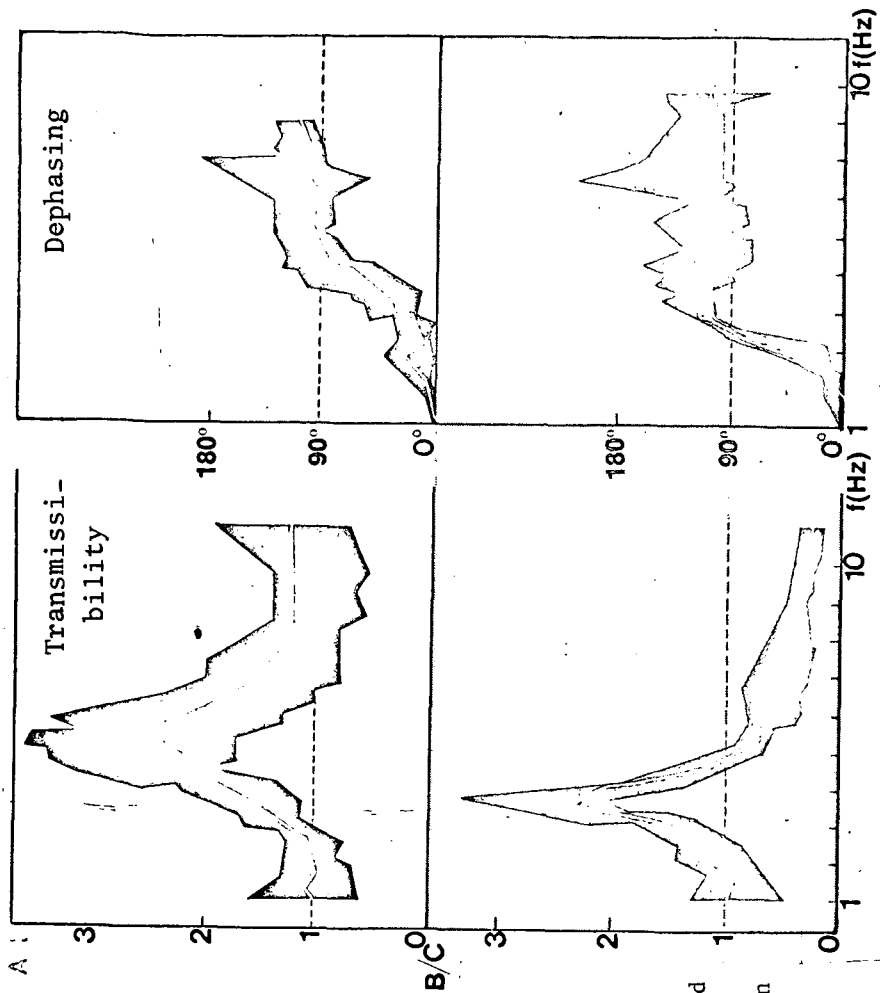 A :
Transmissi-
bility
3
2
1
0
B/C
3
2
1
0
1
10
f(Hz)
Dephasing
180°
90°
0°
180°
90°
0°
1
10 f(Hz)
d
n